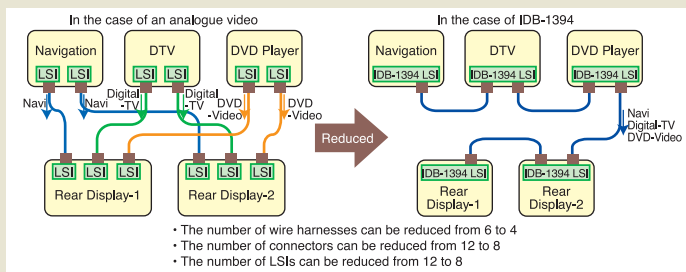 In the case of an analogue video
Navigation
DTV
DVD Player
LSI
LSI
LSI
LSI
LSI
LSI
Navi
Navi
Digital
-TV
Digital
-TV
DVD
-Video
DVD
-Video
LSI
LSI
LSI
LSI
LSI
LSI
Rear Display-1
Rear Display-2
Reduced
In the case of IDB-1394
Navigation
DTV
DVD Player
IDB-1394 LSI
IDB-1394 LSI
IDB-1394 LSI
Navi
Digital-TV
DVD-Video
IDB-1394 LSI
IDB-1394 LSI
Rear
Display-1
Rear
Display-2
• The number of wire harnesses can be reduced from 6 to 4
• The number of connectors can be reduced from 12 to 8
• The number of LSIs can be reduced from 12 to 8